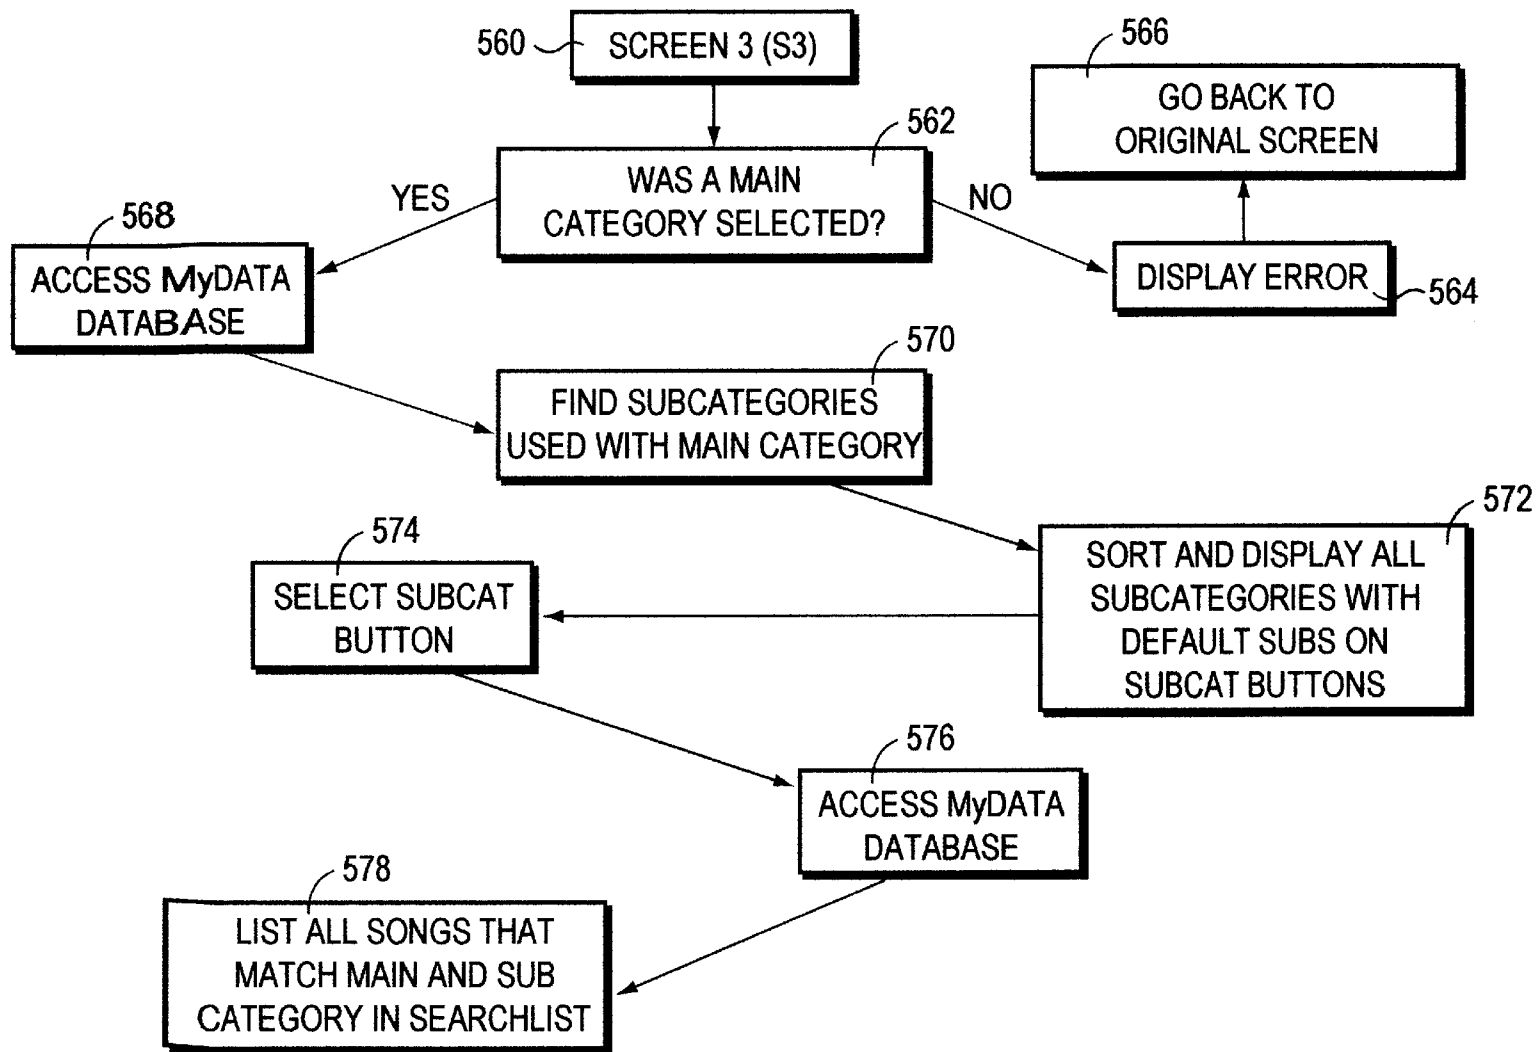 560
SCREEN 3 (S3)
566
GO BACK TO
ORIGINAL SCREEN
562
WAS A MAIN
CATEGORY SELECTED?
YES
NO
568
ACCESS MyDATA
DATABASE
DISPLAY ERROR
564
570
FIND SUBCATEGORIES
USED WITH MAIN CATEGORY
572
SORT AND DISPLAY ALL
SUBCATEGORIES WITH
DEFAULT SUBS ON
SUBCAT BUTTONS
574
SELECT SUBCAT
BUTTON
576
ACCESS MyDATA
DATABASE
578
LIST ALL SONGS THAT
MATCH MAIN AND SUB
CATEGORY IN SEARCHLIST